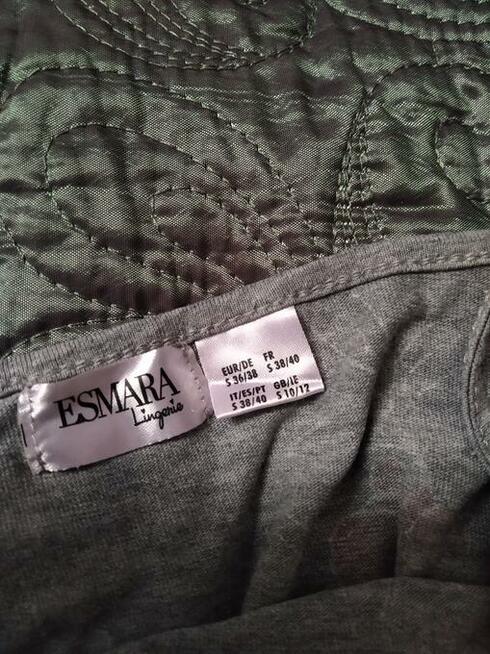 ESMARA
Lingerie
EUR/DE FR
S 36/38 S 38/40
IT/ES/PT GB/IE
S 38/40 S 10/12